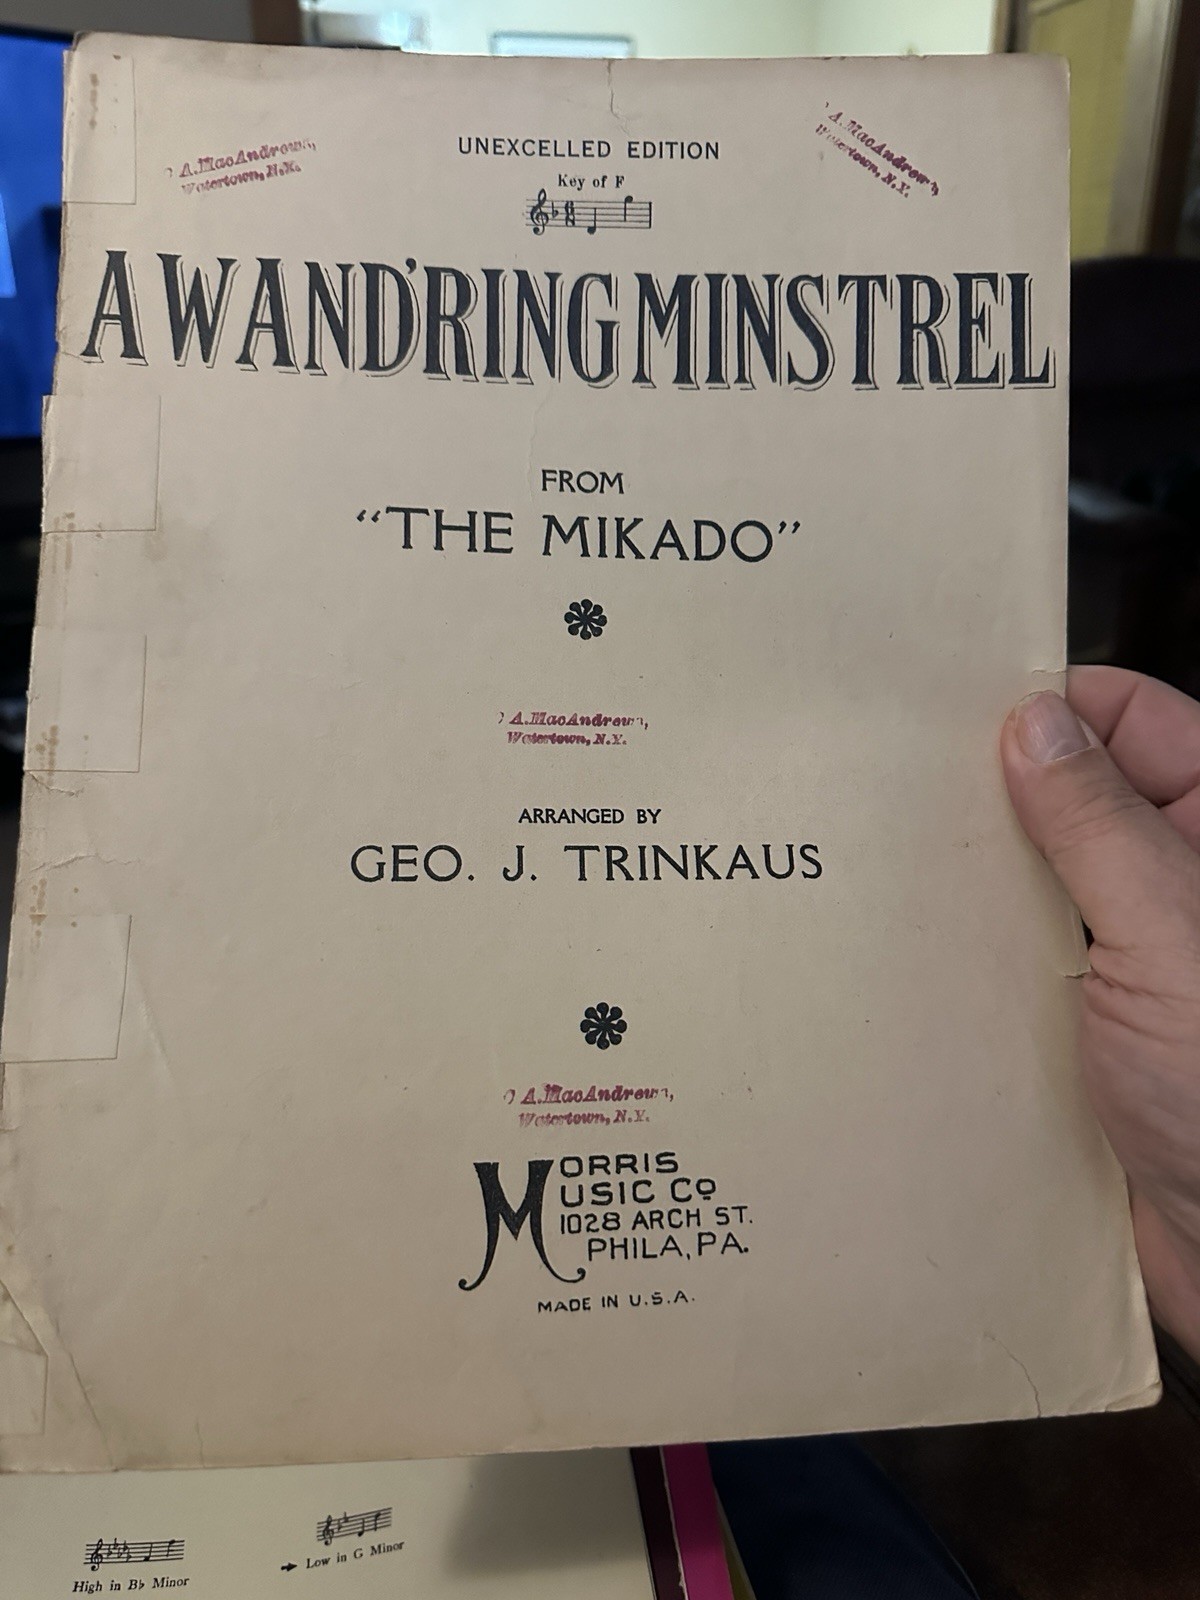 A.MacAndrews,
Watertown, N.Y.
UNEXCELLED EDITION
A.MacAndrews,
Watertown, N.Y.
Key of F
A WAND'RING MINSTREL
FROM
“THE MIKADO”
A.MacAndrews,
Watertown, N.Y.
ARRANGED BY
GEO. J. TRINKAUS
A.MacAndrews,
Watertown, N.Y.
MORRIS
MUSIC CO
1028 ARCH ST.
PHILA, PA.
MADE IN U.S.A.
High in B♭ Minor
Low in G Minor